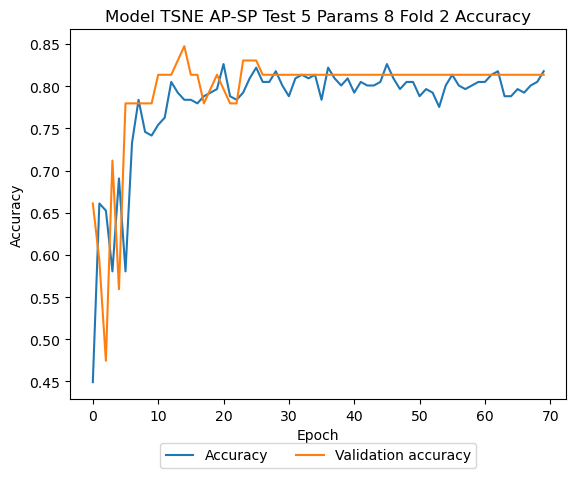 Model TSNE AP-SP Test 5 Params 8 Fold 2 Accuracy
Accuracy
0.85
0.80
0.75
0.70
0.65
0.60
0.55
0.50
0.45
0 10 20 30 40 50 60 70
Epoch
Accuracy Validation accuracy